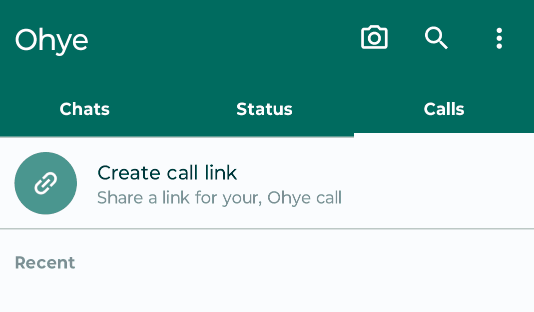 Ohye
Chats Status Calls
Create call link
Share a link for your, Ohye call
Recent